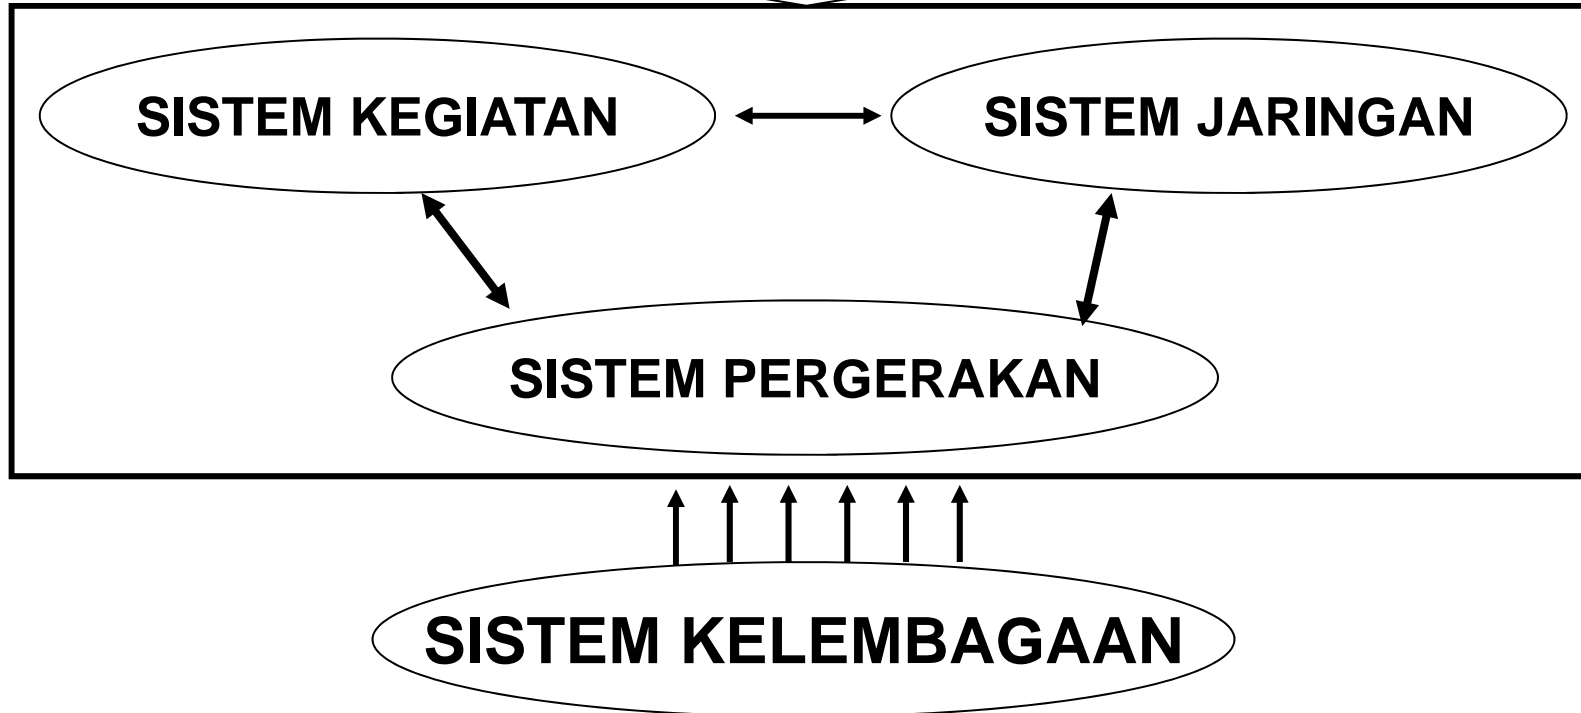 SISTEM KEGIATAN
SISTEM JARINGAN
SISTEM PERGERAKAN
SISTEM KELEMBAGAAN